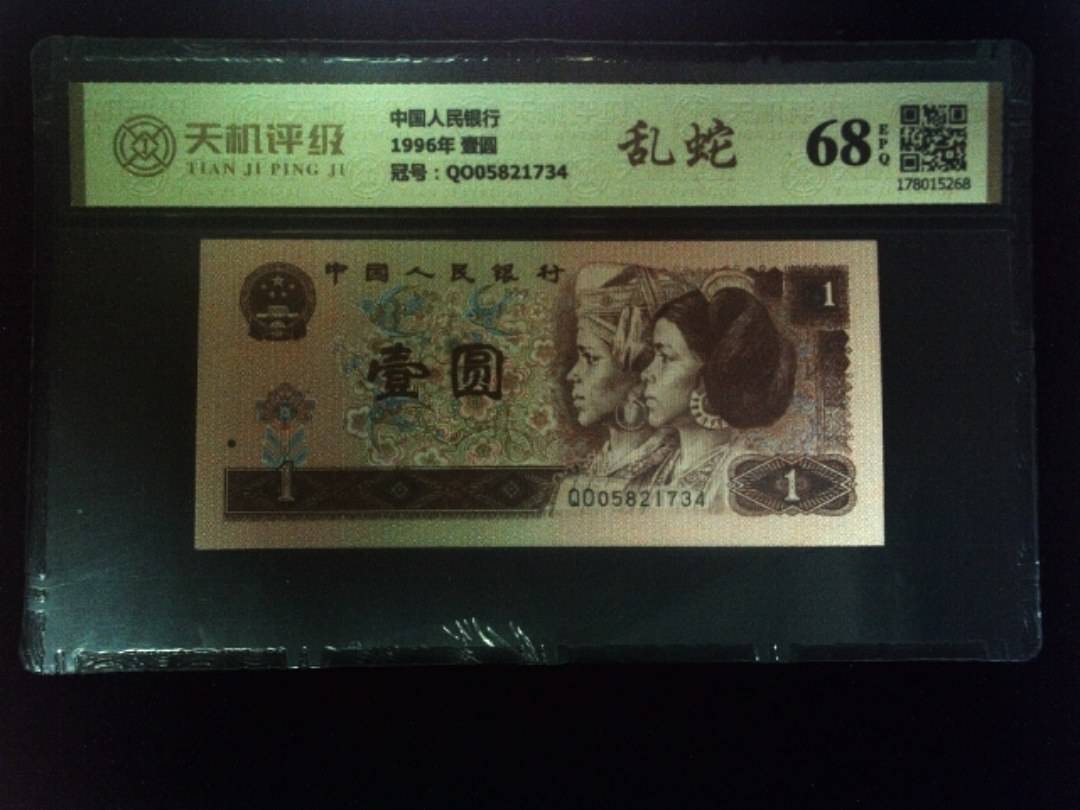 天机评级
TIAN JI PING JI
中国人民银行
1996年 壹圆
冠号：QO05821734
乱蛇
68
EPQ
178015268
中国人民银行
1
壹圆
1
QO05821734
1